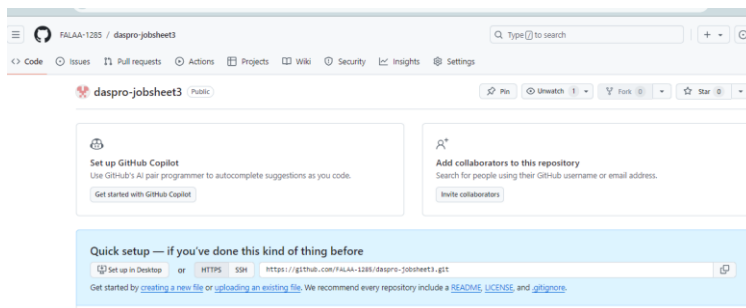 FALAA-1285 / daspro-jobsheet3
Type / to search
Code Issues Pull requests Actions Projects Wiki Security Insights Settings
daspro-jobsheet3 Public
Pin Unwatch 1 Fork 0 Star 0
Set up GitHub Copilot
Use GitHub's AI pair programmer to autocomplete suggestions as you code.
Get started with GitHub Copilot
Add collaborators to this repository
Search for people using their GitHub username or email address.
Invite collaborators
Quick setup — if you've done this kind of thing before
Set up in Desktop or HTTPS SSH https://github.com/FALAA-1285/daspro-jobsheet3.git
Get started by creating a new file or uploading an existing file. We recommend every repository include a README, LICENSE, and .gitignore.